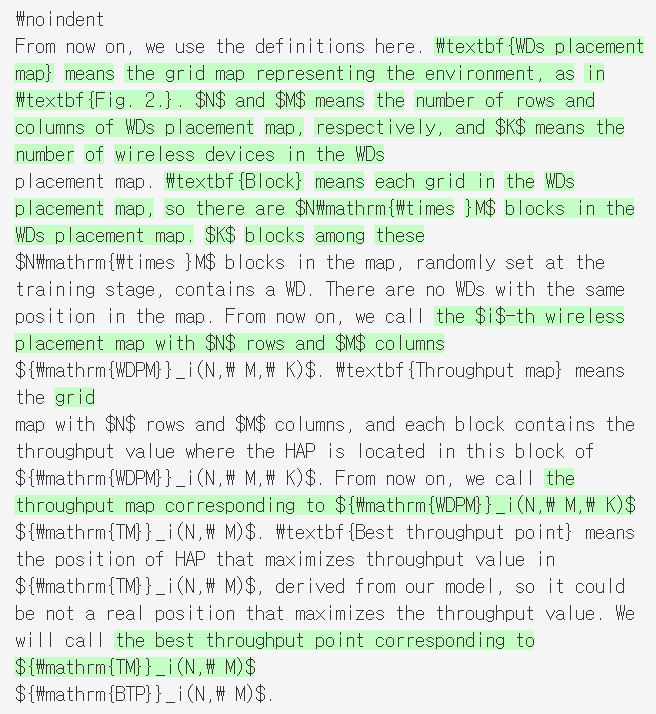 ₩noindent
From now on, we use the definitions here. ₩textbf{WDs placement
map} means the grid map representing the environment, as in
₩textbf{Fig. 2.}. $N$ and $M$ means the number of rows and
columns of WDs placement map, respectively, and $K$ means the
number of wireless devices in the WDs
placement map. ₩textbf{Block} means each grid in the WDs
placement map, so there are $N₩mathrm{₩times }M$ blocks in the
WDs placement map. $K$ blocks among these
$N₩mathrm{₩times }M$ blocks in the map, randomly set at the
training stage, contains a WD. There are no WDs with the same
position in the map. From now on, we call the $i$-th wireless
placement map with $N$ rows and $M$ columns
${₩mathrm{WDPM}}_i(N,₩ M,₩ K)$. ₩textbf{Throughput map} means
the grid
map with $N$ rows and $M$ columns, and each block contains the
throughput value where the HAP is located in this block of
${₩mathrm{WDPM}}_i(N,₩ M,₩ K)$. From now on, we call the
throughput map corresponding to ${₩mathrm{WDPM}}_i(N,₩ M,₩ K)$
${₩mathrm{TM}}_i(N,₩ M)$. ₩textbf{Best throughput point} means
the position of HAP that maximizes throughput value in
${₩mathrm{TM}}_i(N,₩ M)$, derived from our model, so it could
be not a real position that maximizes the throughput value. We
will call the best throughput point corresponding to
${₩mathrm{TM}}_i(N,₩ M)$
${₩mathrm{BTP}}_i(N,₩ M)$.